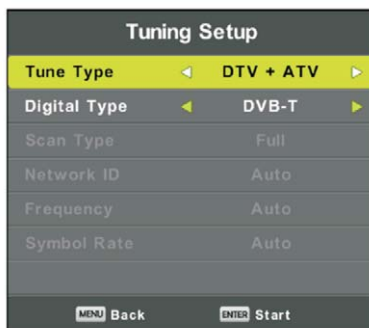 Tuning Setup
Tune Type DTV + ATV
Digital Type DVB-T
Scan Type Full
Network ID Auto
Frequency Auto
Symbol Rate Auto
MENU Back ENTER Start